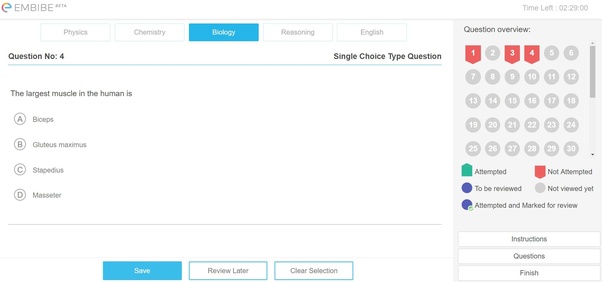 EMBIBE BETA
Time Left : 02:29:00
Physics
Chemistry
Biology
Reasoning
English
Question No: 4
Single Choice Type Question
The largest muscle in the human is
A Biceps
B Gluteus maximus
C Stapedius
D Masseter
Save
Review Later
Clear Selection
Question overview:
1 2 3 4 5 6
7 8 9 10 11 12
13 14 15 16 17 18
19 20 21 22 23 24
25 26 27 28 29 30
Attempted
Not Attempted
To be reviewed
Not viewed yet
Attempted and Marked for review
Instructions
Questions
Finish